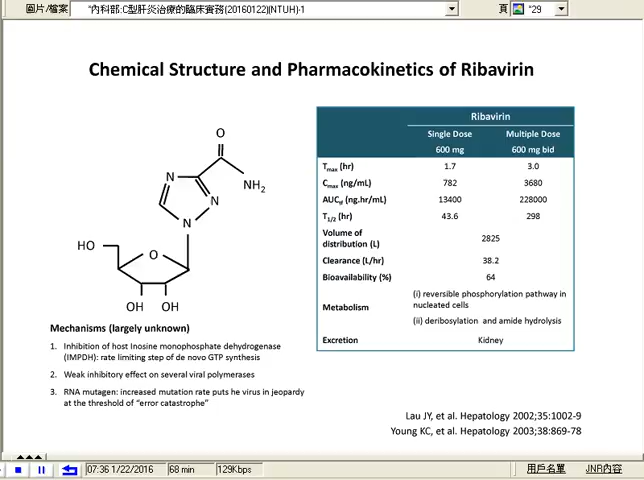 圖片/檔案 "內科部:C型肝炎治療的臨床實務(20160122)(NTUH)-1 頁 "29
Chemical Structure and Pharmacokinetics of Ribavirin
O
N
NH2
N
N
HO
O
OH OH
Mechanisms (largely unknown)
1. Inhibition of host Inosine monophosphate dehydrogenase
(IMPDH): rate limiting step of de novo GTP synthesis
2. Weak inhibitory effect on several viral polymerases
3. RNA mutagen: increased mutation rate puts he virus in jeopardy
at the threshold of "error catastrophe"
Ribavirin
Single Dose Multiple Dose
600 mg 600 mg bid
Tmax (hr) 1.7 3.0
Cmax (ng/mL) 782 3680
AUCtf (ng.hr/mL) 13400 228000
T1/2 (hr) 43.6 298
Volume of
distribution (L) 2825
Clearance (L/hr) 38.2
Bioavailability (%) 64
Metabolism (i) reversible phosphorylation pathway in
nucleated cells
(ii) deribosylation and amide hydrolysis
Excretion Kidney
Lau JY, et al. Hepatology 2002;35:1002-9
Young KC, et al. Hepatology 2003;38:869-78
07:36 1/22/2016 68 min 129Kbps 用戶名單 JNR內容